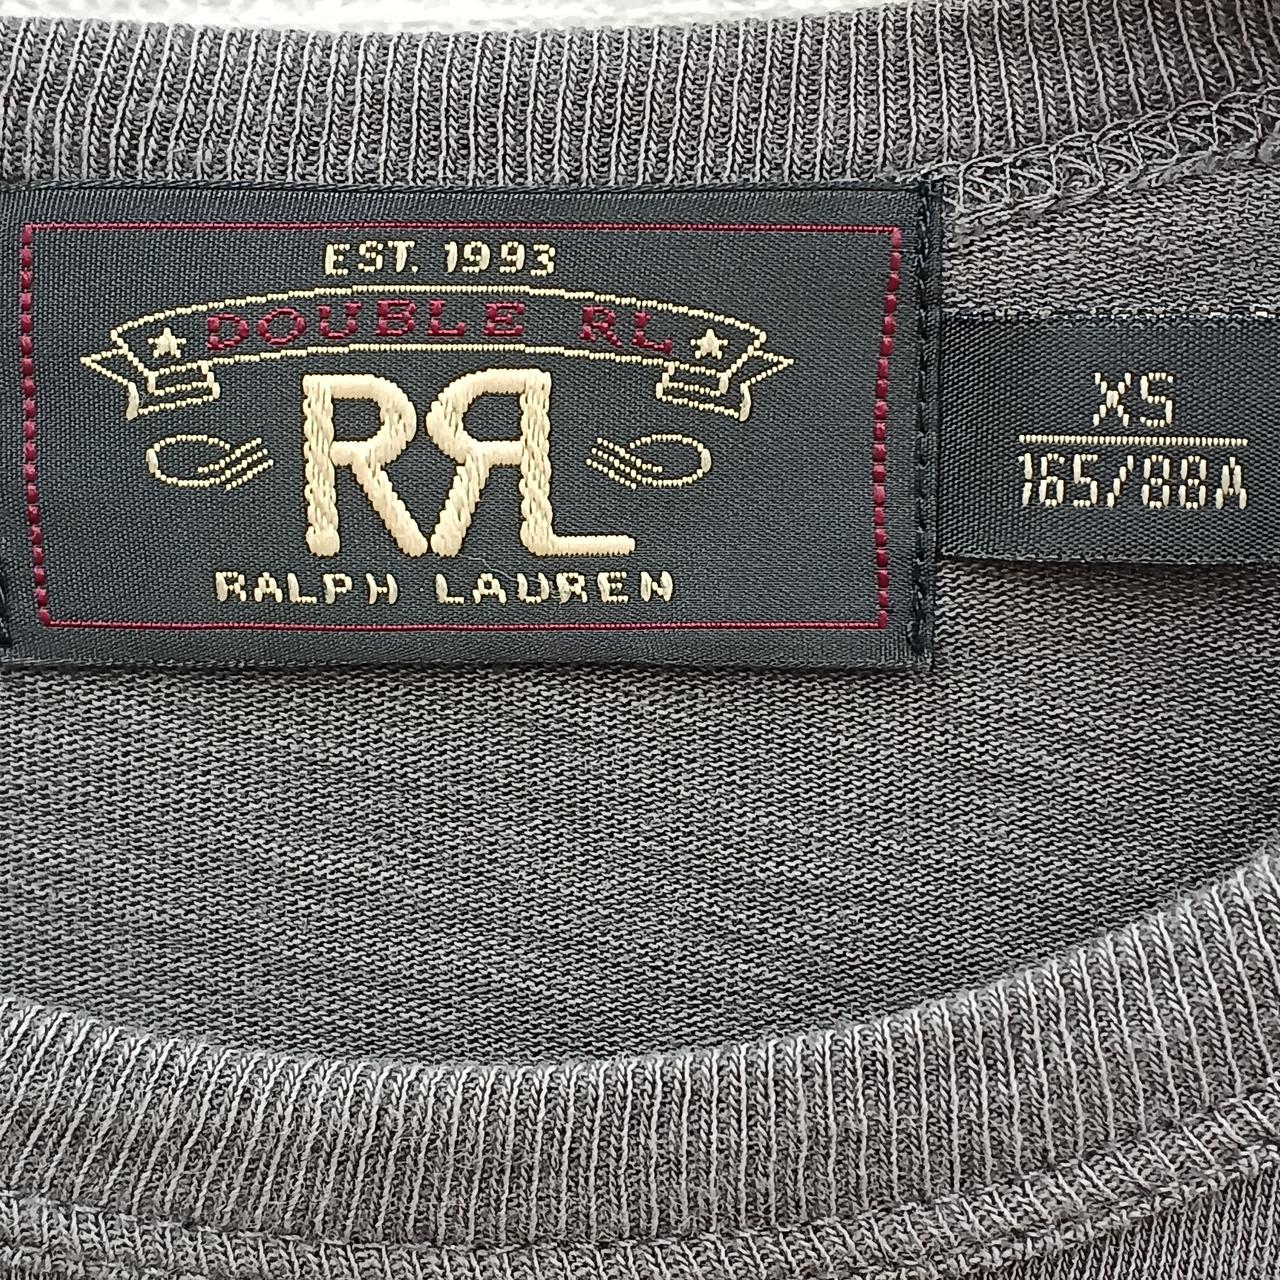 EST. 1993
DOUBLE RL
RRL
RALPH LAUREN
XS
165/88A